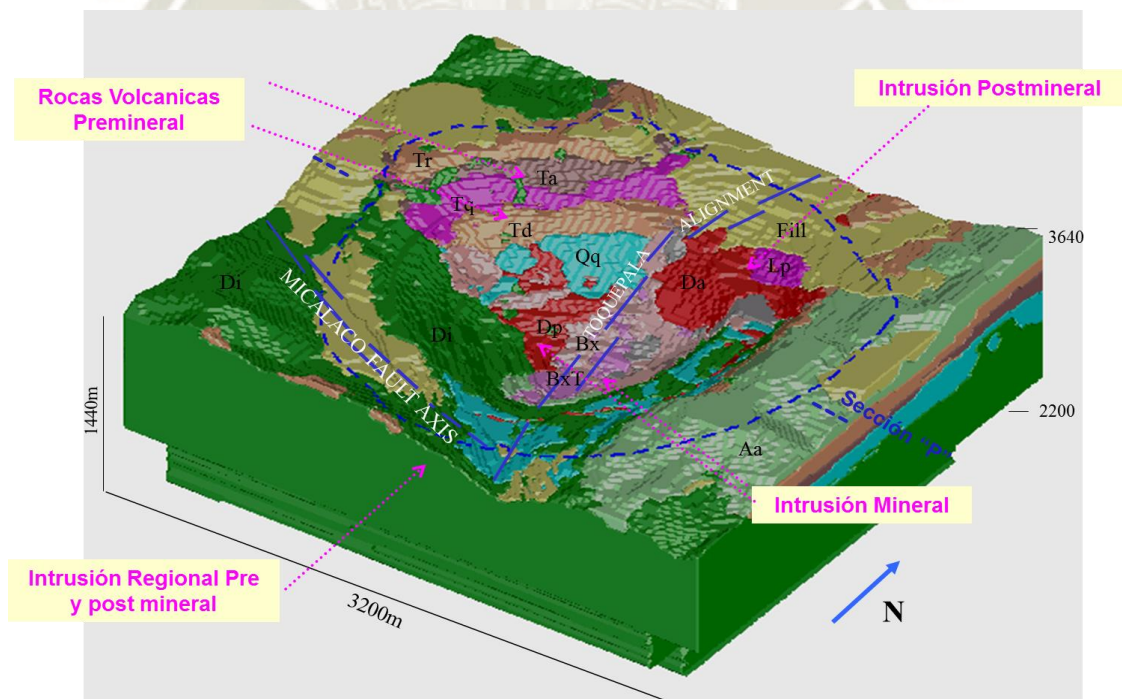 Rocas Volcanicas
Premineral
Intrusión Postmineral
Tr
Ta
Tq
Td
Qq
ALIGNMENT
Fill
3640
Lp
Da
Di
MICALACO FAULT AXIS
Di
TOQUEPALA
Dp
Bx
BxT
1440m
2200
Sección "P"
Aa
Intrusión Mineral
Intrusión Regional Pre
y post mineral
3200m
N